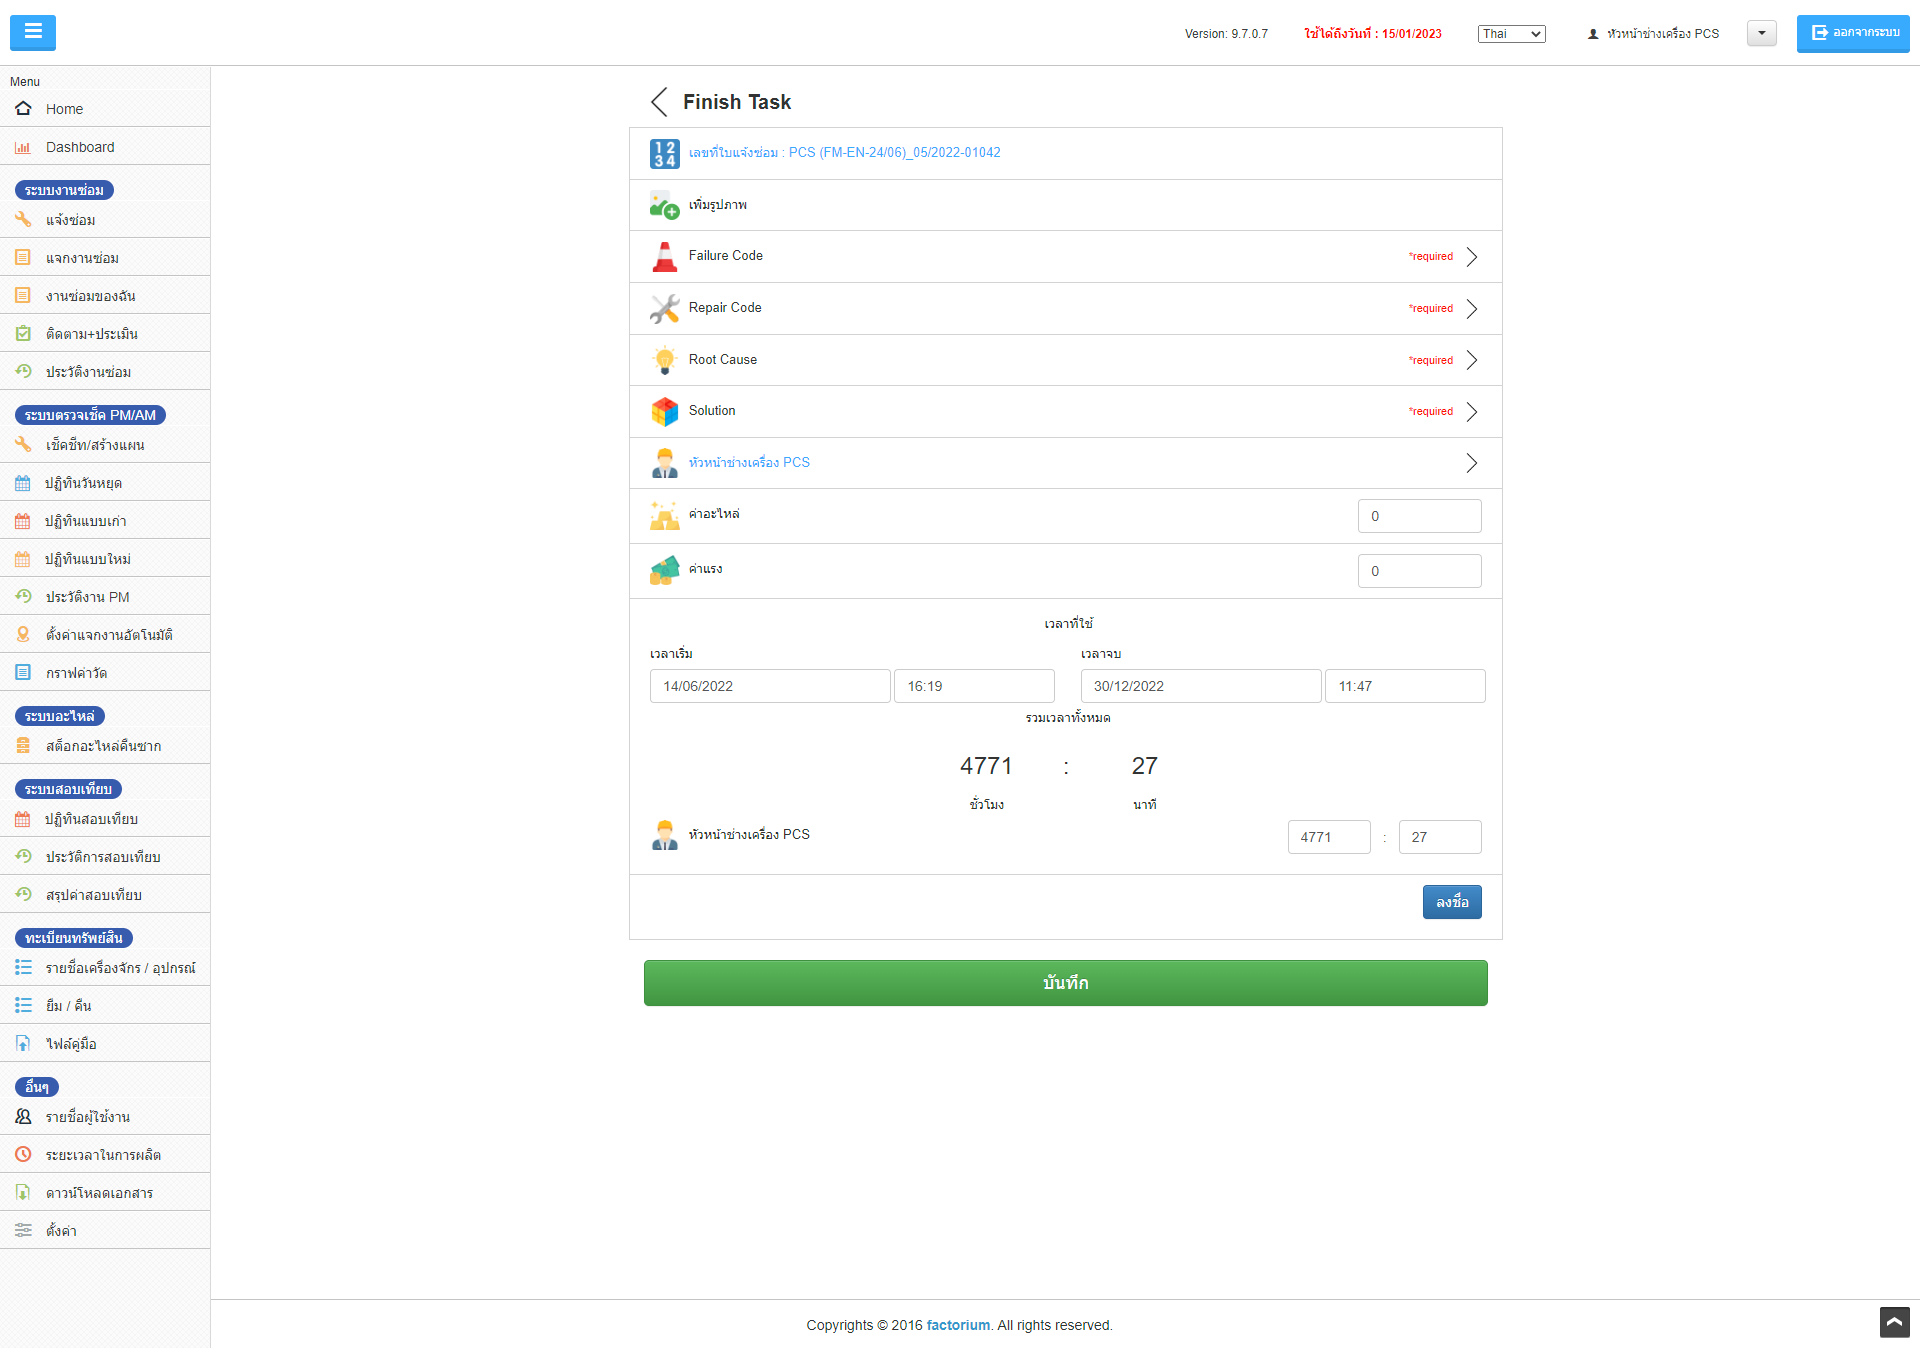 Version: 9.7.0.7
ใช้ได้ถึงวันที่ : 15/01/2023
Thai
หัวหน้าช่างเครื่อง PCS
ออกจากระบบ
Menu
Home
Dashboard
ระบบงานซ่อม
แจ้งซ่อม
แจกงานซ่อม
งานซ่อมของฉัน
ติดตาม+ประเมิน
ประวัติงานซ่อม
ระบบตรวจเช็ค PM/AM
เช็คชีท/สร้างแผน
ปฏิทินวันหยุด
ปฏิทินแบบเก่า
ปฏิทินแบบใหม่
ประวัติงาน PM
ตั้งค่าแจกงานอัตโนมัติ
กราฟค่าวัด
ระบบอะไหล่
สต็อกอะไหล่คืนซาก
ระบบสอบเทียบ
ปฏิทินสอบเทียบ
ประวัติการสอบเทียบ
สรุปค่าสอบเทียบ
ทะเบียนทรัพย์สิน
รายชื่อเครื่องจักร / อุปกรณ์
ยืม / คืน
ไฟล์คู่มือ
อื่นๆ
รายชื่อผู้ใช้งาน
ระยะเวลาในการผลิต
ดาวน์โหลดเอกสาร
ตั้งค่า
Finish Task
1 2
3 4
เลขที่ใบแจ้งซ่อม : PCS (FM-EN-24/06)_05/2022-01042
เพิ่มรูปภาพ
Failure Code *required
Repair Code *required
Root Cause *required
Solution *required
หัวหน้าช่างเครื่อง PCS
ค่าอะไหล่ 0
ค่าแรง 0
เวลาที่ใช้
เวลาเริ่ม เวลาจบ
14/06/2022 16:19 30/12/2022 11:47
รวมเวลาทั้งหมด
4771 : 27
ชั่วโมง นาที
หัวหน้าช่างเครื่อง PCS 4771 : 27
ลงชื่อ
บันทึก
Copyrights © 2016 factorium. All rights reserved.